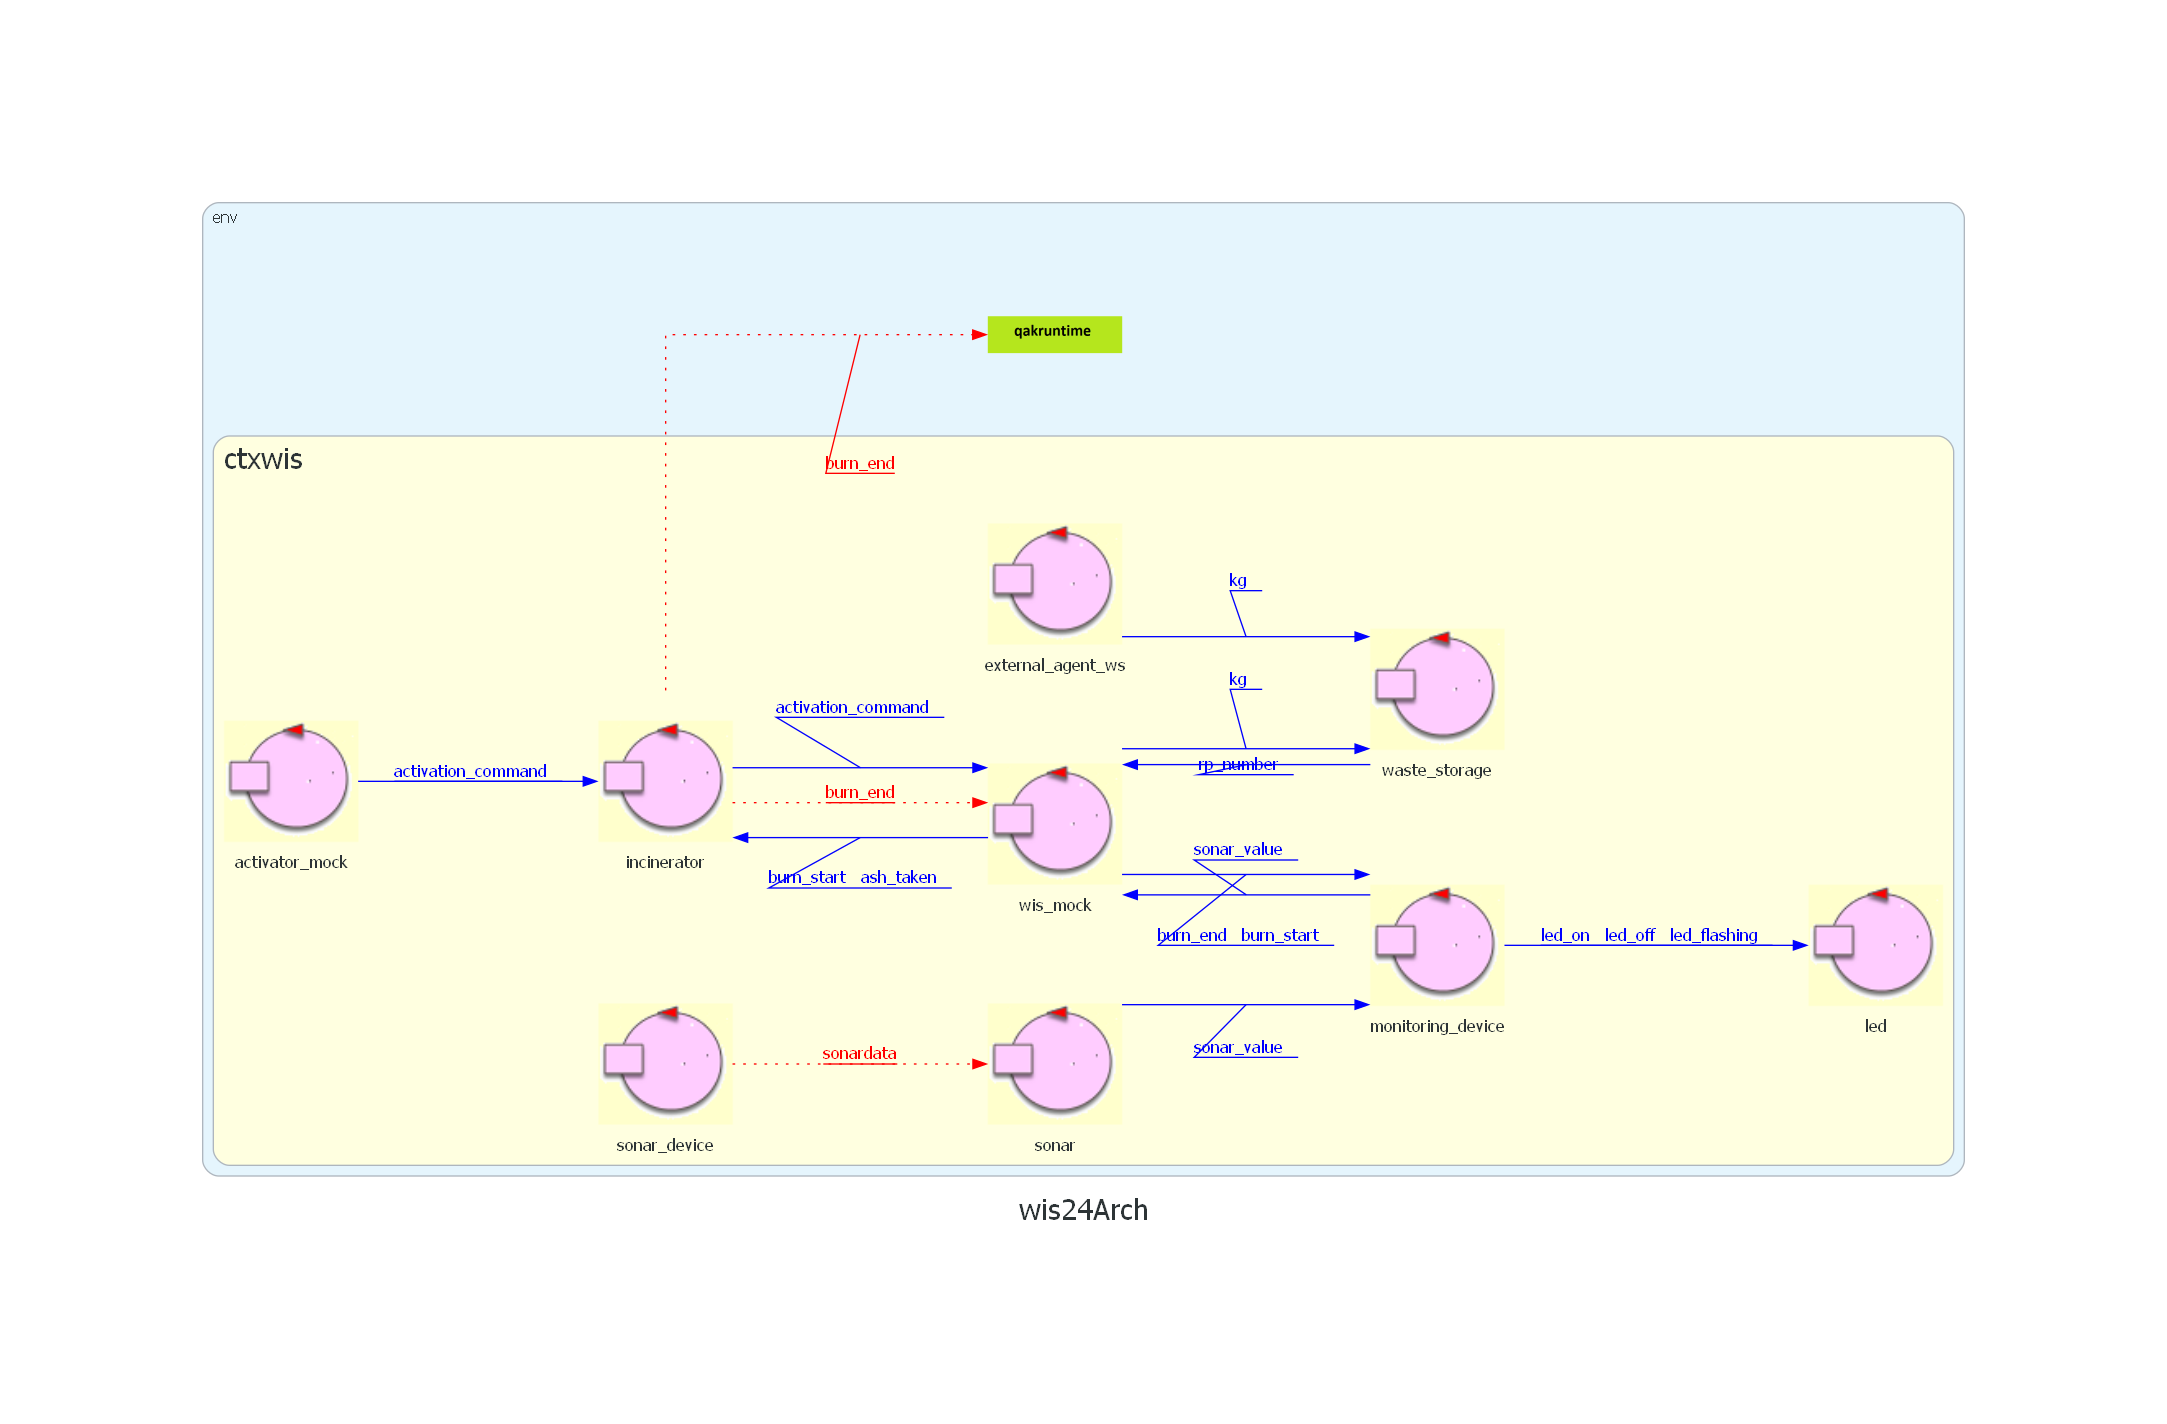 env
qakruntime
ctxwis
burn_end
kg
external_agent_ws
kg
activation_command
activation_command
rp_number
waste_storage
burn_end
sonar_value
activator_mock
incinerator
burn_start ash_taken
wis_mock
burn_end burn_start
led_on led_off led_flashing
monitoring_device
led
sonar_value
sonardata
sonar_device
sonar
wis24Arch